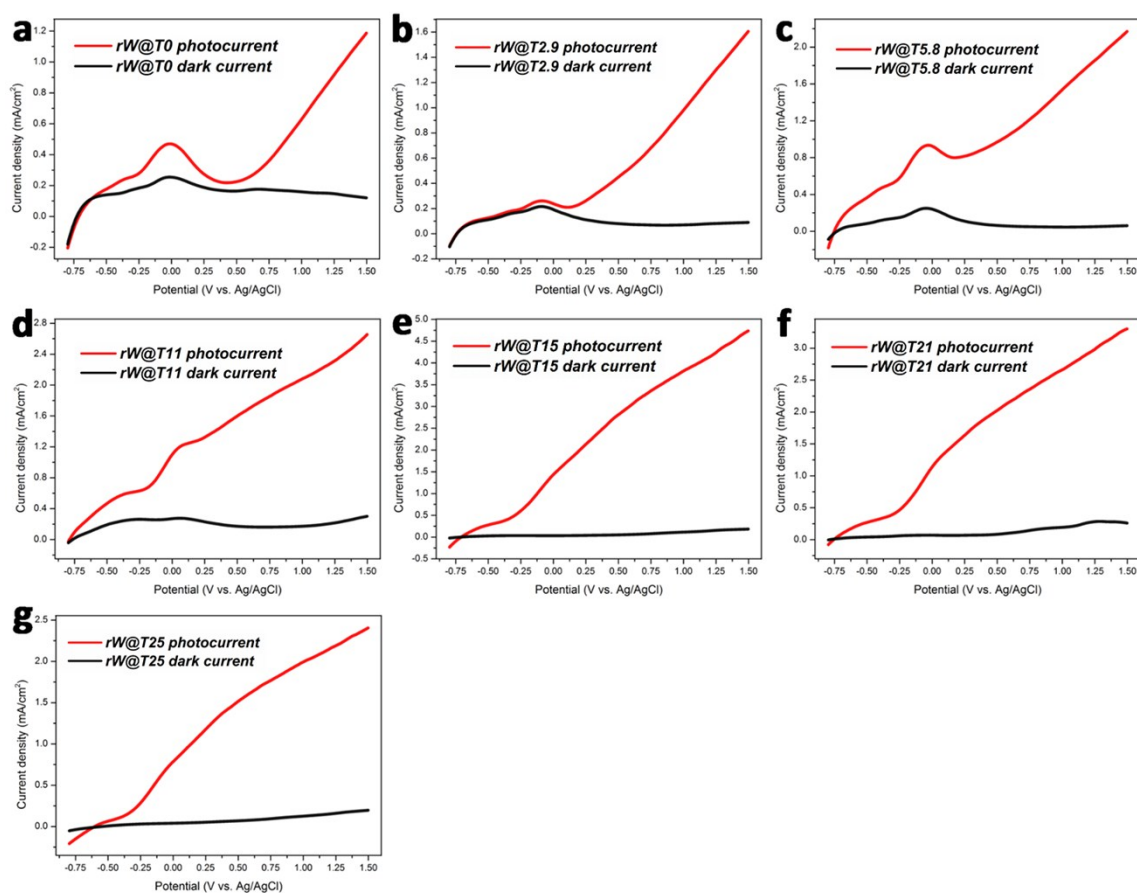 a
rW@T0 photocurrent
rW@T0 dark current
Current density (mA/cm²)
1.2
1.0
0.8
0.6
0.4
0.2
0.0
-0.2
-0.75 -0.50 -0.25 0.00 0.25 0.50 0.75 1.00 1.25 1.50
Potential (V vs. Ag/AgCl)
b
rW@T2.9 photocurrent
rW@T2.9 dark current
Current density (mA/cm²)
1.6
1.4
1.2
1.0
0.8
0.6
0.4
0.2
0.0
-0.2
-0.75 -0.50 -0.25 0.00 0.25 0.50 0.75 1.00 1.25 1.50
Potential (V vs. Ag/AgCl)
c
rW@T5.8 photocurrent
rW@T5.8 dark current
Current density (mA/cm²)
2.0
1.6
1.2
0.8
0.4
0.0
-0.75 -0.50 -0.25 0.00 0.25 0.50 0.75 1.00 1.25 1.50
Potential (V vs. Ag/AgCl)
d
rW@T11 photocurrent
rW@T11 dark current
Current density (mA/cm²)
2.8
2.4
2.0
1.6
1.2
0.8
0.4
0.0
-0.75 -0.50 -0.25 0.00 0.25 0.50 0.75 1.00 1.25 1.50
Potential (V vs. Ag/AgCl)
e
rW@T15 photocurrent
rW@T15 dark current
Current density (mA/cm²)
5.0
4.5
4.0
3.5
3.0
2.5
2.0
1.5
1.0
0.5
0.0
-0.5
-0.75 -0.50 -0.25 0.00 0.25 0.50 0.75 1.00 1.25 1.50
Potential (V vs. Ag/AgCl)
f
rW@T21 photocurrent
rW@T21 dark current
Current density (mA/cm²)
3.0
2.5
2.0
1.5
1.0
0.5
0.0
-0.75 -0.50 -0.25 0.00 0.25 0.50 0.75 1.00 1.25 1.50
Potential (V vs. Ag/AgCl)
g
rW@T25 photocurrent
rW@T25 dark current
Current density (mA/cm²)
2.5
2.0
1.5
1.0
0.5
0.0
-0.75 -0.50 -0.25 0.00 0.25 0.50 0.75 1.00 1.25 1.50
Potential (V vs. Ag/AgCl)